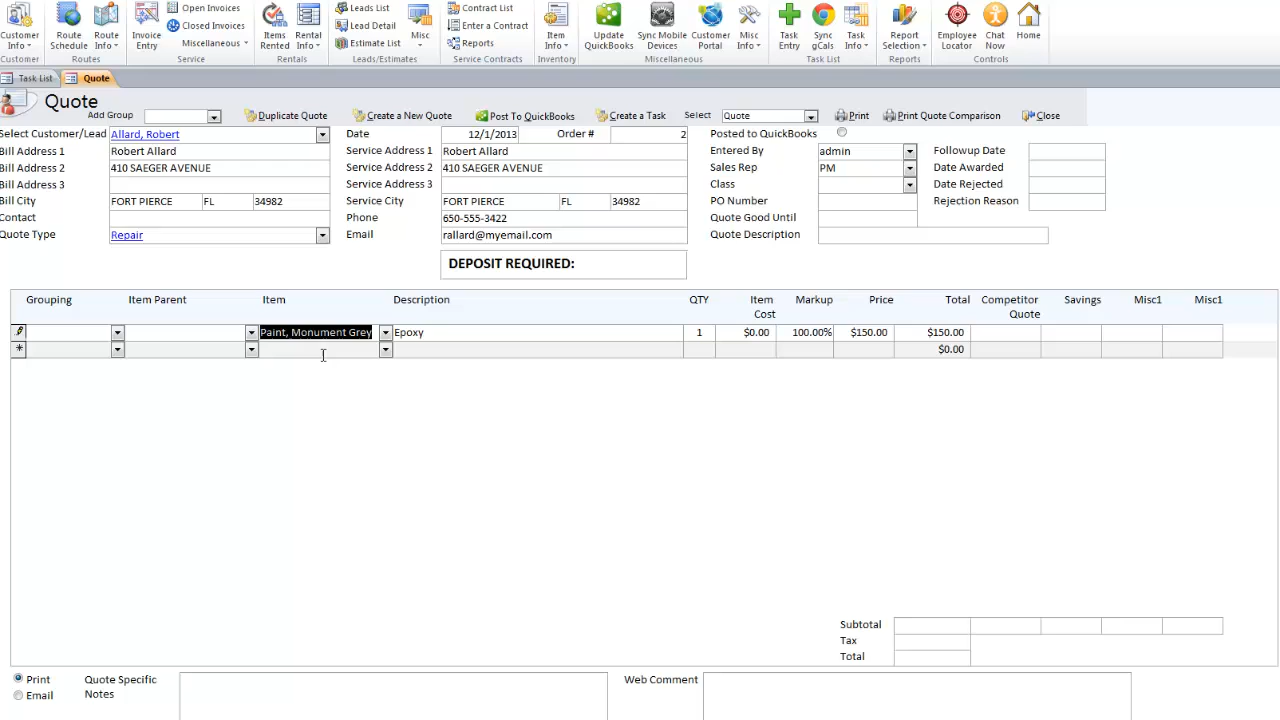 Customer Info
Customer
Route Schedule
Route Info
Routes
Invoice Entry
Open Invoices
Closed Invoices
Miscellaneous
Service
Items Rented
Rental Info
Rentals
Leads List
Lead Detail
Estimate List
Misc
Leads/Estimates
Contract List
Enter a Contract
Reports
Service Contracts
Item Info
Inventory
Update QuickBooks
Sync Mobile Devices
Customer Portal
Misc Info
Miscellaneous
Task Entry
Sync gCals
Task Info
Task List
Report Selection
Reports
Employee Locator
Chat Now
Home
Controls
Task List
Quote
Quote
Add Group
Duplicate Quote
Create a New Quote
Post To QuickBooks
Create a Task
Select
Quote
Print
Print Quote Comparison
Close
Select Customer/Lead Allard, Robert
Date 12/1/2013 Order # 2
Posted to QuickBooks
Bill Address 1 Robert Allard
Service Address 1 Robert Allard
Entered By admin
Followup Date
Bill Address 2 410 SAEGER AVENUE
Service Address 2 410 SAEGER AVENUE
Sales Rep PM
Date Awarded
Bill Address 3
Service Address 3
Class
Date Rejected
Bill City FORT PIERCE FL 34982
Service City FORT PIERCE FL 34982
PO Number
Rejection Reason
Contact
Phone 650-555-3422
Quote Good Until
Quote Type Repair
Email rallard@myemail.com
Quote Description
DEPOSIT REQUIRED:
Grouping Item Parent Item Description QTY Item Cost Markup Price Total Competitor Quote Savings Misc1 Misc1
Paint, Monument Grey Epoxy 1 $0.00 100.00% $150.00 $150.00
* $0.00
Subtotal
Tax
Total
Print
Email
Quote Specific Notes
Web Comment